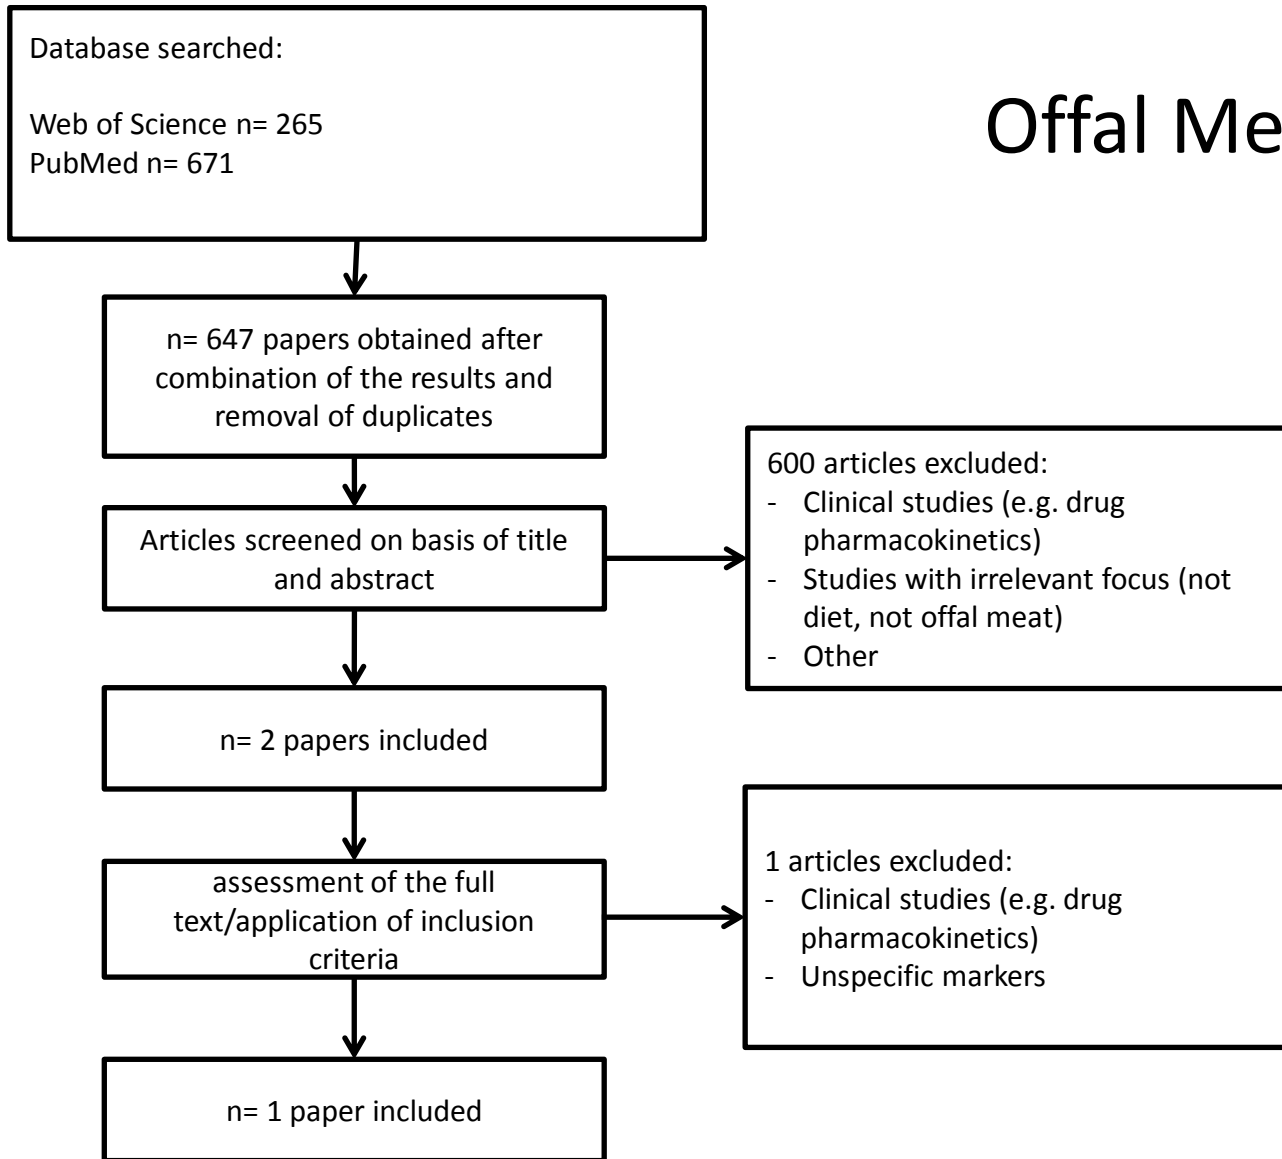 Database searched:
Web of Science n= 265
PubMed n= 671
Offal Me
n= 647 papers obtained after
combination of the results and
removal of duplicates
600 articles excluded:
- Clinical studies (e.g. drug
pharmacokinetics)
- Studies with irrelevant focus (not
diet, not offal meat)
- Other
Articles screened on basis of title
and abstract
n= 2 papers included
1 articles excluded:
- Clinical studies (e.g. drug
pharmacokinetics)
- Unspecific markers
assessment of the full
text/application of inclusion
criteria
n= 1 paper included